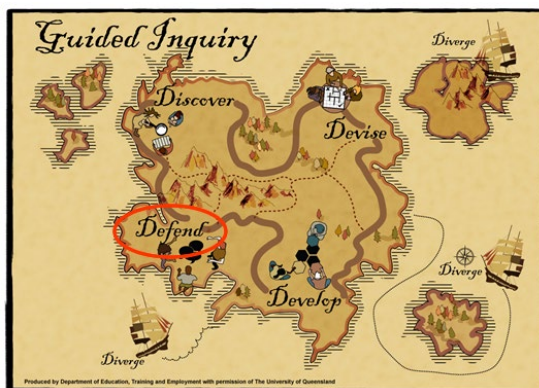 Guided Inquiry
Diverge
Discover
Devise
Defend
Diverge
Develop
Diverge
Produced by Department of Education, Training and Employment with permission of The University of Queensland